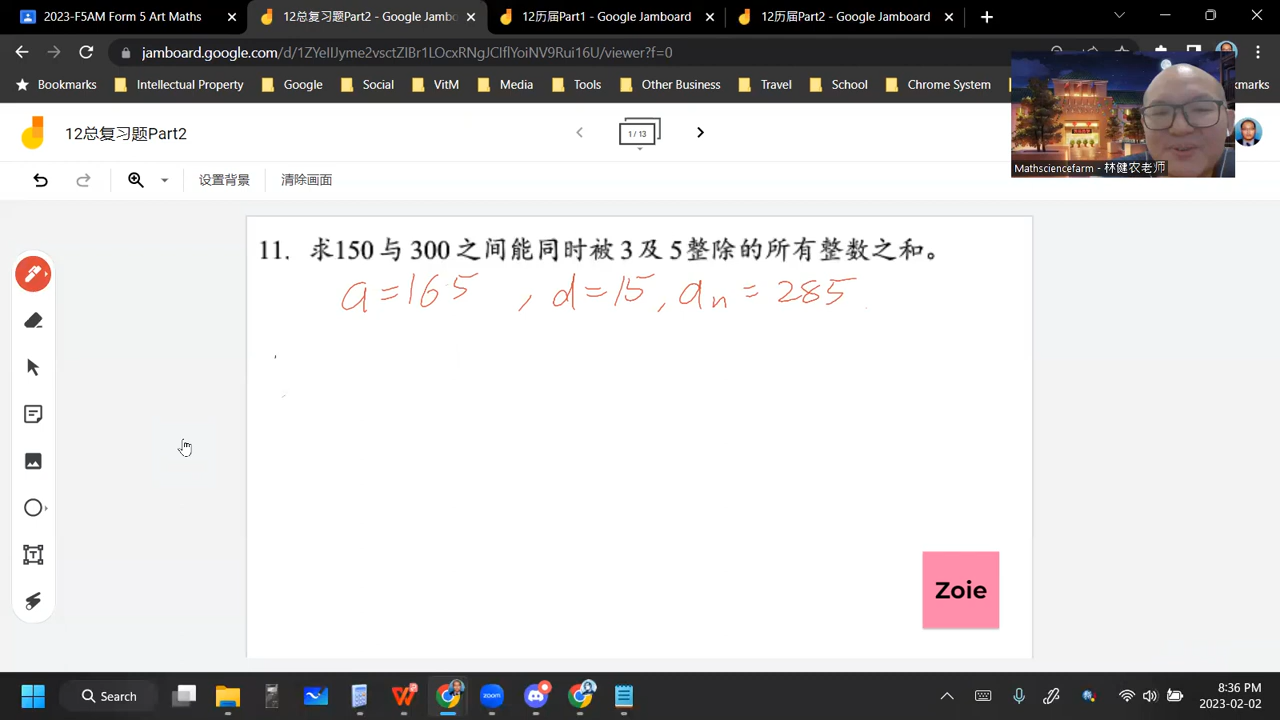 2023-F5AM Form 5 Art Maths
12总复习题Part2 - Google Jambo
12历届Part1 - Google Jamboard
12历届Part2 - Google Jamboard
jamboard.google.com/d/1ZYeIIJyme2vsctZIBr1LOcxRNgJCIflYoiNV9Rui16U/viewer?f=0
Bookmarks
Intellectual Property
Google
Social
VitM
Media
Tools
Other Bookmarks
Travel
School
Chrome System
kmarks
12总复习题Part2
1 / 13
Mathsciencefarm - 林健农老师
设置背景
清除画面
11. 求150与300之间能同时被3及5整除的所有整数之和。
a=165 , d=15, an = 285
Zoie
Search
8:36 PM
2023-02-02